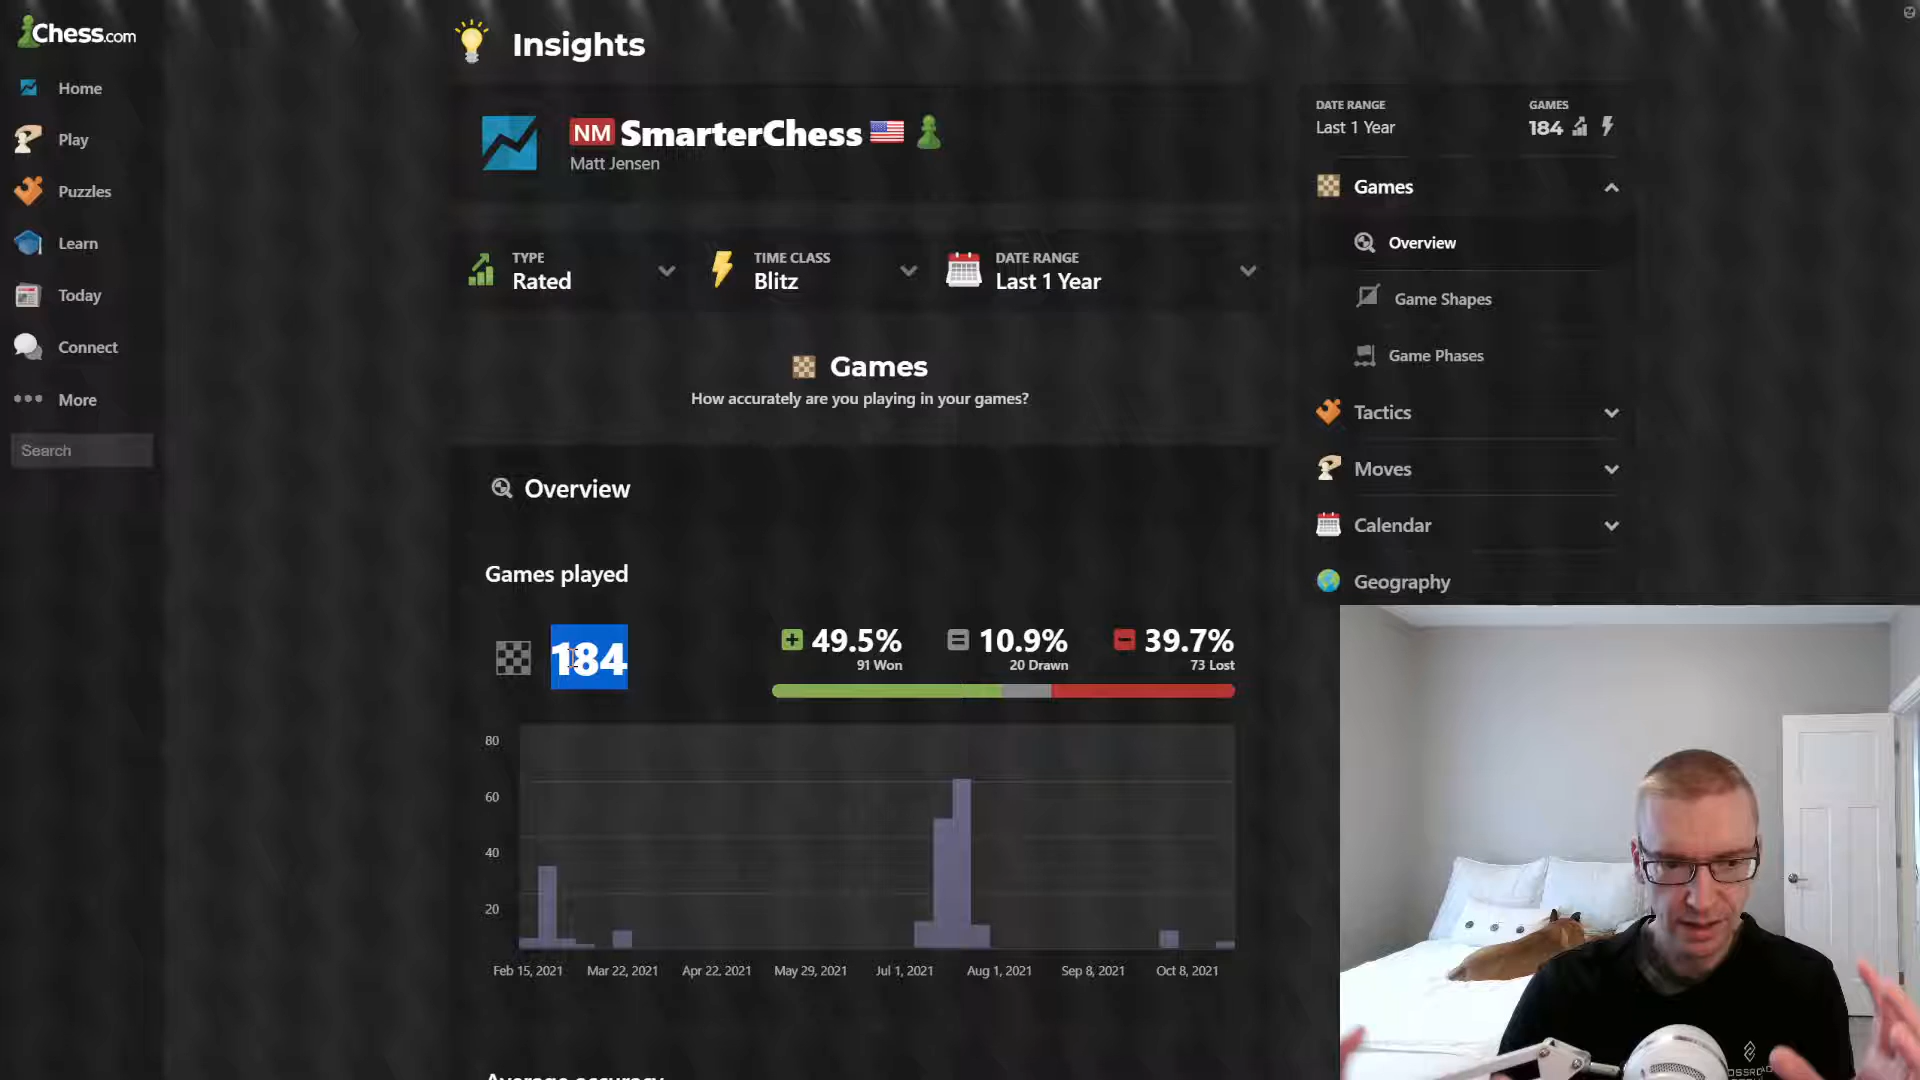 Chess.com
Home
Play
Puzzles
Learn
Today
Connect
More
Search
Insights
NM SmarterChess
Matt Jensen
TYPE
Rated
TIME CLASS
Blitz
DATE RANGE
Last 1 Year
Games
How accurately are you playing in your games?
Overview
Games played
184
49.5%
91 Won
10.9%
20 Drawn
39.7%
73 Lost
80
60
40
20
Feb 15, 2021 Mar 22, 2021 Apr 22, 2021 May 29, 2021 Jul 1, 2021 Aug 1, 2021 Sep 8, 2021 Oct 8, 2021
Average accuracy
DATE RANGE
Last 1 Year
GAMES
184
Games
Overview
Game Shapes
Game Phases
Tactics
Moves
Calendar
Geography